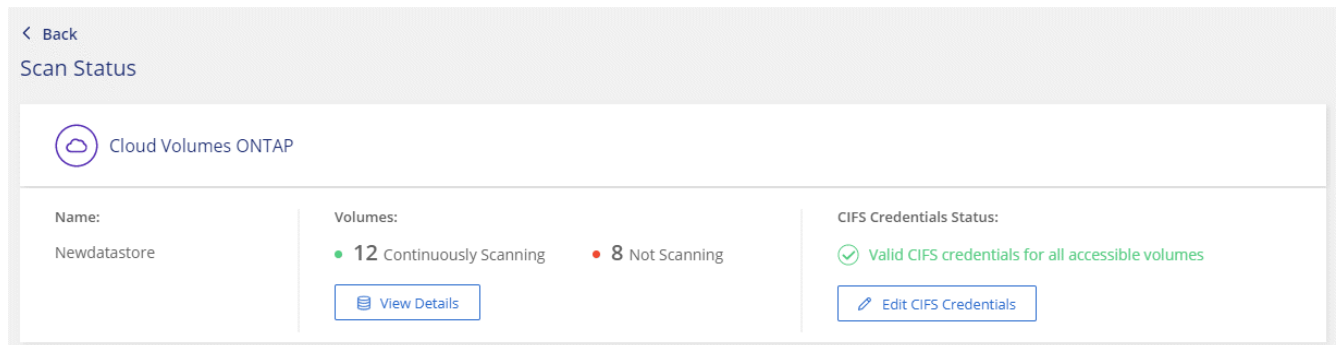 Back
Scan Status
Cloud Volumes ONTAP
Name:
Newdatastore
Volumes:
12 Continuously Scanning
8 Not Scanning
View Details
CIFS Credentials Status:
Valid CIFS credentials for all accessible volumes
Edit CIFS Credentials